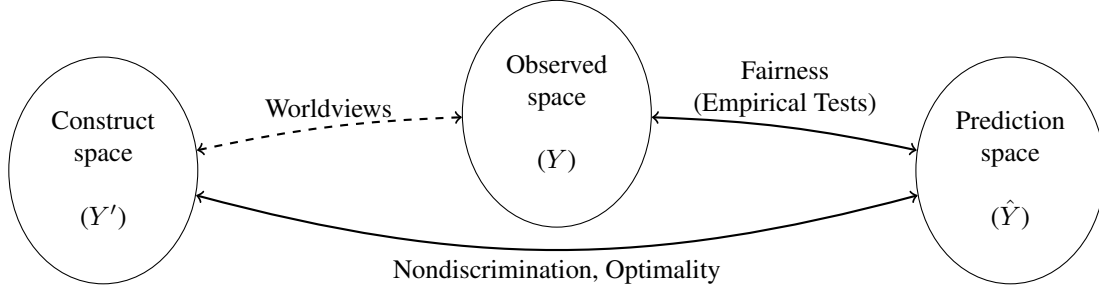 Construct
space
(Y′)
Worldviews
Observed
space
(Y)
Fairness
(Empirical Tests)
Prediction
space
(Ŷ)
Nondiscrimination, Optimality